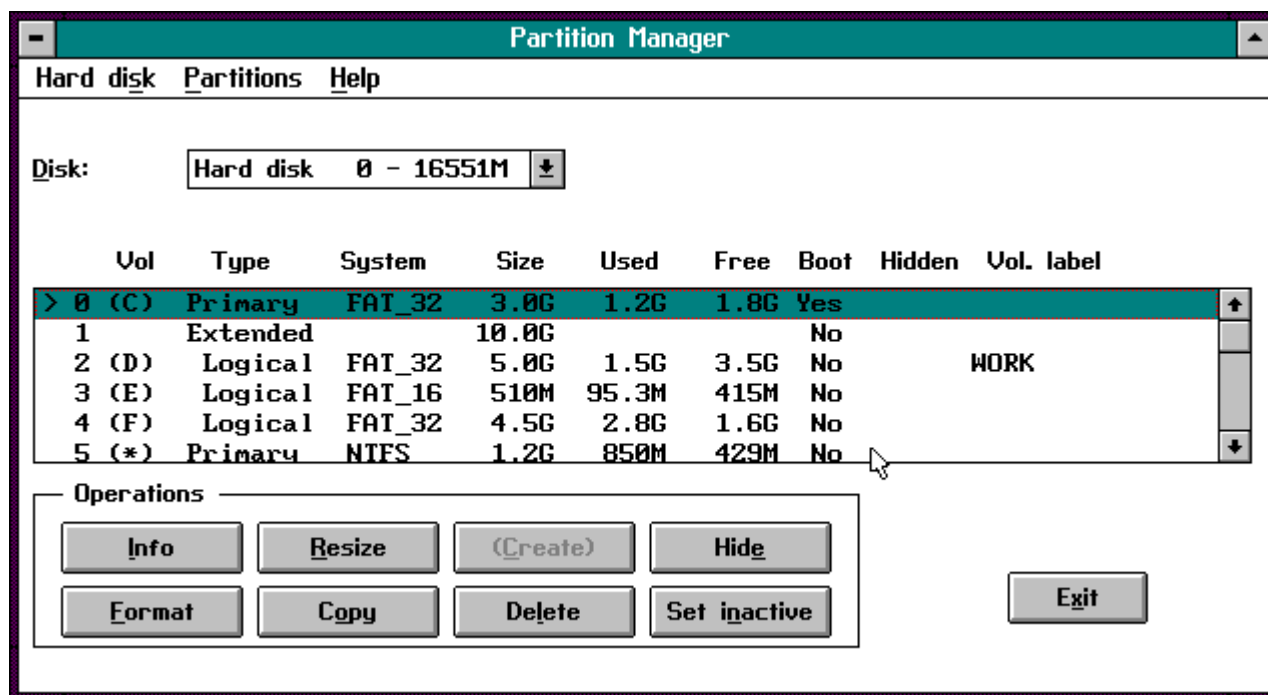 Partition Manager
Hard disk Partitions Help
Disk: Hard disk 0 - 16551M
Vol Type System Size Used Free Boot Hidden Vol. label
> 0 (C) Primary FAT_32 3.0G 1.2G 1.8G Yes
1 Extended 10.0G No
2 (D) Logical FAT_32 5.0G 1.5G 3.5G No WORK
3 (E) Logical FAT_16 510M 95.3M 415M No
4 (F) Logical FAT_32 4.5G 2.8G 1.6G No
5 (*) Primary NTFS 1.2G 850M 429M No
Operations
Info Resize (Create) Hide
Format Copy Delete Set inactive
Exit